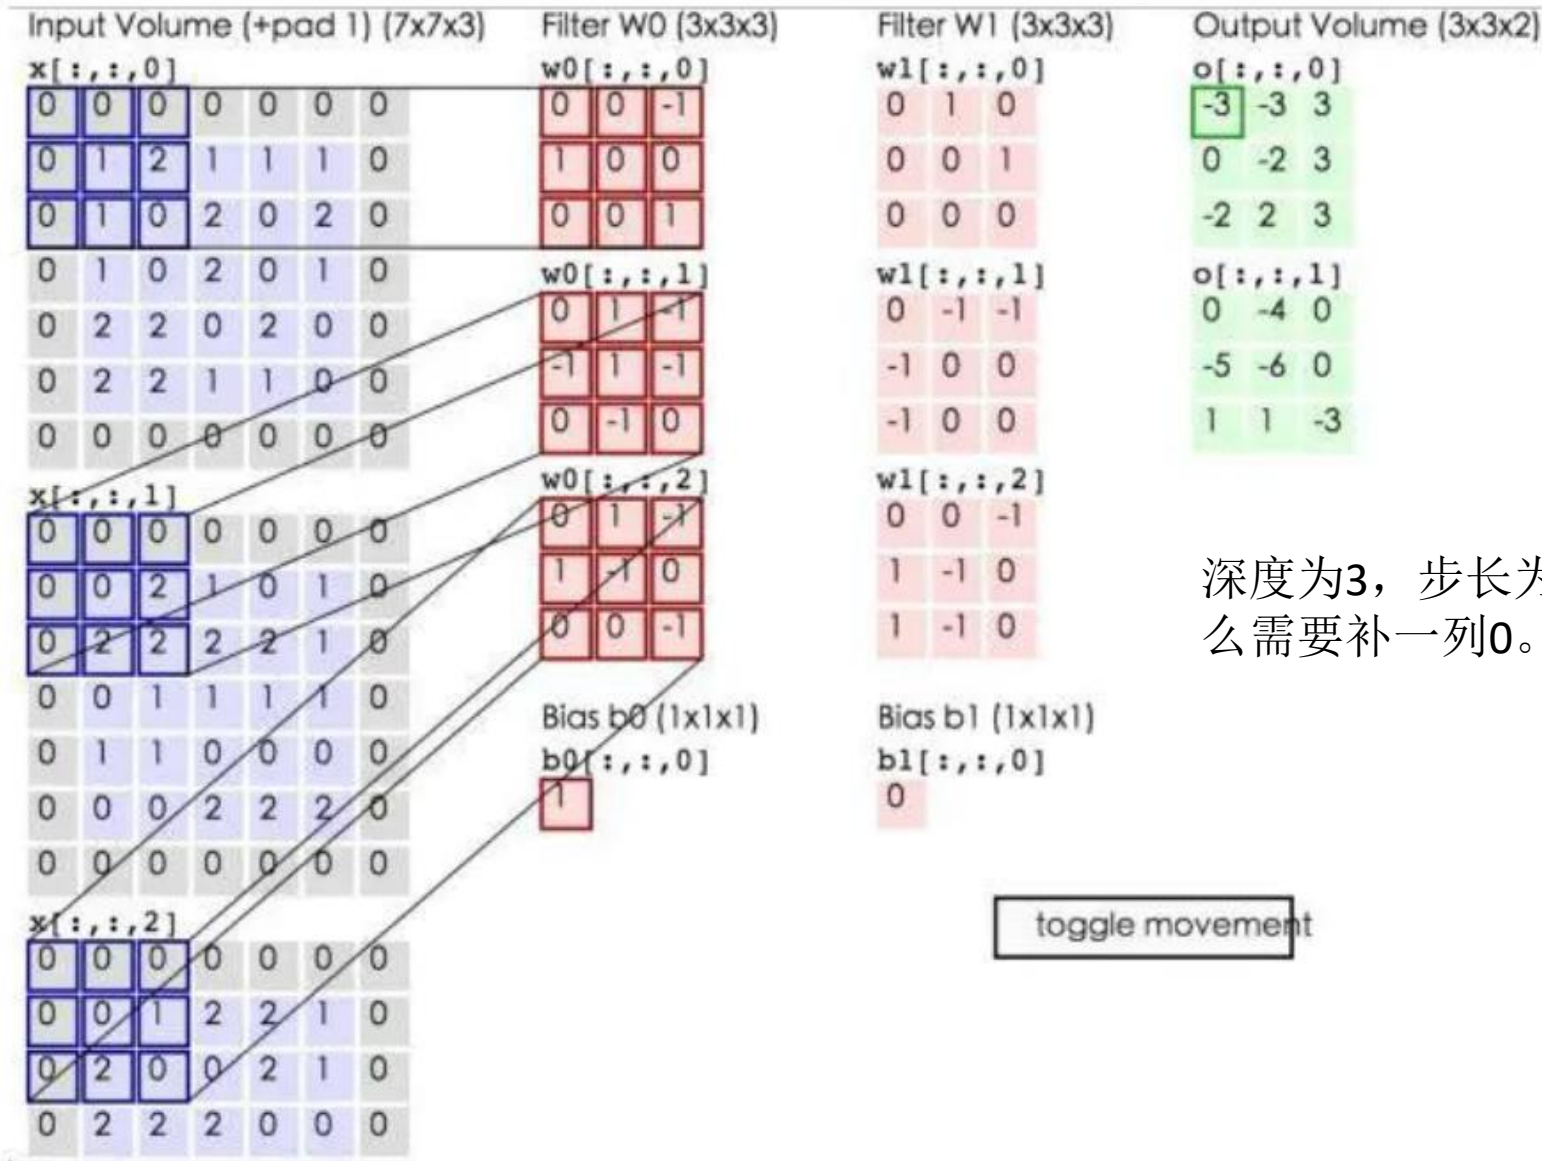 Input Volume (+pad 1) (7x7x3)
x[:,:,0]
0 0 0 0 0 0 0
0 1 2 1 1 1 0
0 1 0 2 0 2 0
0 1 0 2 0 1 0
0 2 2 0 2 0 0
0 2 2 1 1 0 0
0 0 0 0 0 0 0
x[:,:,1]
0 0 0 0 0 0 0
0 0 2 1 0 1 0
0 2 2 2 2 1 0
0 0 1 1 1 1 0
0 1 1 0 0 0 0
0 0 0 2 2 2 0
0 0 0 0 0 0 0
x[:,:,2]
0 0 0 0 0 0 0
0 0 1 2 2 1 0
0 2 0 0 2 1 0
0 2 2 2 0 0 0
Filter W0 (3x3x3)
w0[:,:,0]
0 0 -1
1 0 0
0 0 1
w0[:,:,1]
0 1 -1
-1 1 -1
0 -1 0
w0[:,:,2]
0 1 -1
1 -1 0
0 0 -1
Bias b0 (1x1x1)
b0[:,:,0]
1
Filter W1 (3x3x3)
w1[:,:,0]
0 1 0
0 0 1
0 0 0
w1[:,:,1]
0 -1 -1
-1 0 0
-1 0 0
w1[:,:,2]
0 0 -1
1 -1 0
1 -1 0
Bias b1 (1x1x1)
b1[:,:,0]
0
Output Volume (3x3x2)
o[:,:,0]
-3 -3 3
0 -2 3
-2 2 3
o[:,:,1]
0 -4 0
-5 -6 0
1 1 -3
深度为3，步长为
么需要补一列0。
toggle movement